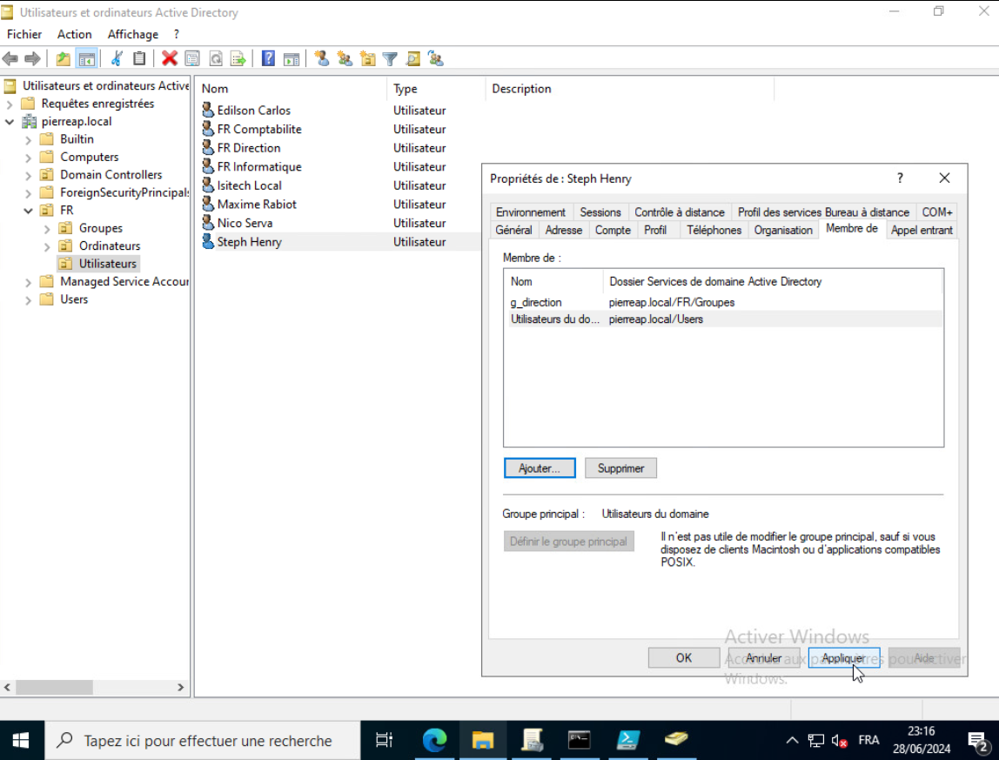 Utilisateurs et ordinateurs Active Directory
Fichier Action Affichage ?
Utilisateurs et ordinateurs Active
Requêtes enregistrées
pierreap.local
Builtin
Computers
Domain Controllers
ForeignSecurityPrincipal
FR
Groupes
Ordinateurs
Utilisateurs
Managed Service Accour
Users
Nom Type Description
Edilson Carlos Utilisateur
FR Comptabilite Utilisateur
FR Direction Utilisateur
FR Informatique Utilisateur
Isitech Local Utilisateur
Maxime Rabiot Utilisateur
Nico Serva Utilisateur
Steph Henry Utilisateur
Propriétés de : Steph Henry ?
Environnement Sessions Contrôle à distance Profil des services Bureau à distance COM+
Général Adresse Compte Profil Téléphones Organisation Membre de Appel entrant
Membre de :
Nom Dossier Services de domaine Active Directory
g_direction pierreap.local/FR/Groupes
Utilisateurs du do... pierreap.local/Users
Ajouter... Supprimer
Groupe principal : Utilisateurs du domaine
Définir le groupe principal
Il n'est pas utile de modifier le groupe principal, sauf si vous
disposez de clients Macintosh ou d'applications compatibles
POSIX.
OK Annuler Appliquer Aide
Activer Windows
Accédez aux paramètres pour activer
Windows.
Tapez ici pour effectuer une recherche
FRA
23:16
28/06/2024
2